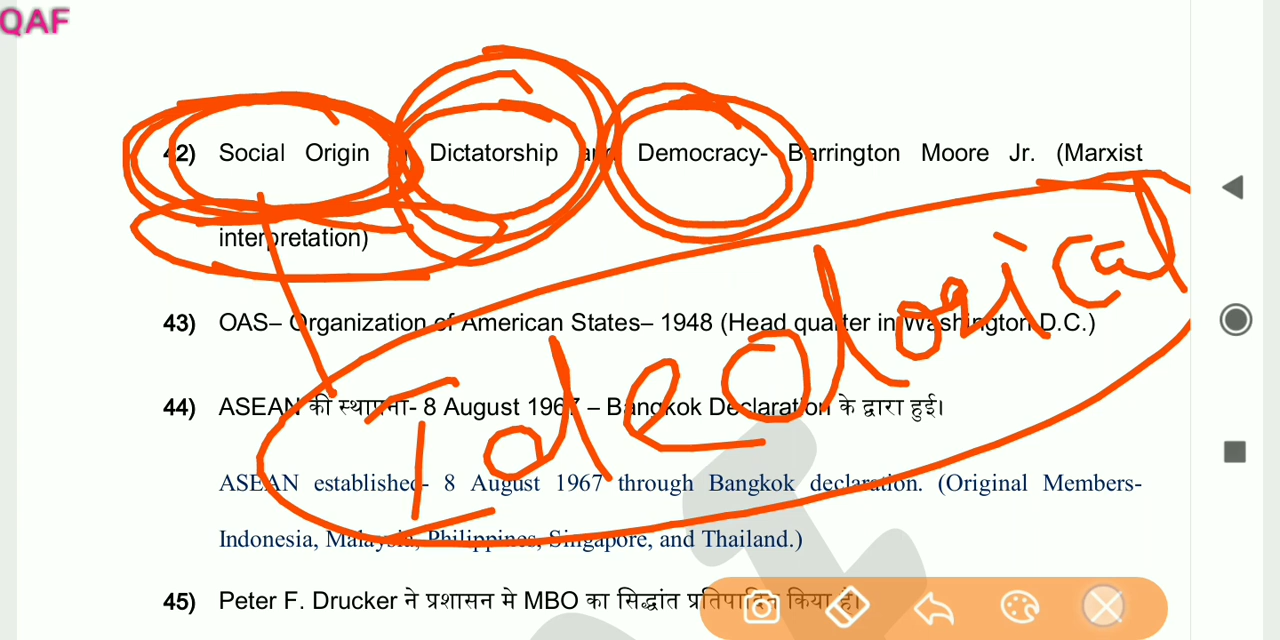 QAF
42) Social Origin Dictatorship and Democracy- Barrington Moore Jr. (Marxist
interpretation)
43) OAS– Organization of American States– 1948 (Head quarter in Washington D.C.)
44) ASEAN की स्थापना- 8 August 1967 – Bangkok Declaration के द्वारा हुई।
ASEAN established- 8 August 1967 through Bangkok declaration. (Original Members-
Indonesia, Malaysia, Philippines, Singapore, and Thailand.)
45) Peter F. Drucker ने प्रशासन मे MBO का सिद्धांत प्रतिपादित किया है।
Ideological